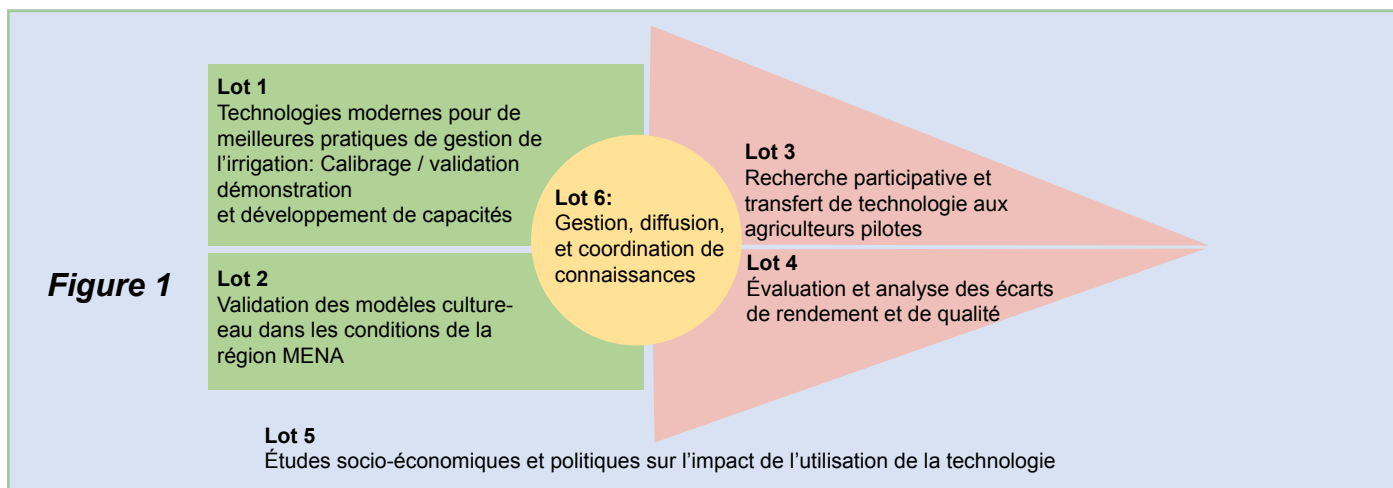 Figure 1
Lot 1
Technologies modernes pour de
meilleures pratiques de gestion de
l’irrigation: Calibrage / validation
démonstration
et développement de capacités
Lot 2
Validation des modèles culture-
eau dans les conditions de la
région MENA
Lot 6:
Gestion, diffusion,
et coordination de
connaissances
Lot 3
Recherche participative et
transfert de technologie aux
agriculteurs pilotes
Lot 4
Évaluation et analyse des écarts
de rendement et de qualité
Lot 5
Études socio-économiques et politiques sur l’impact de l’utilisation de la technologie